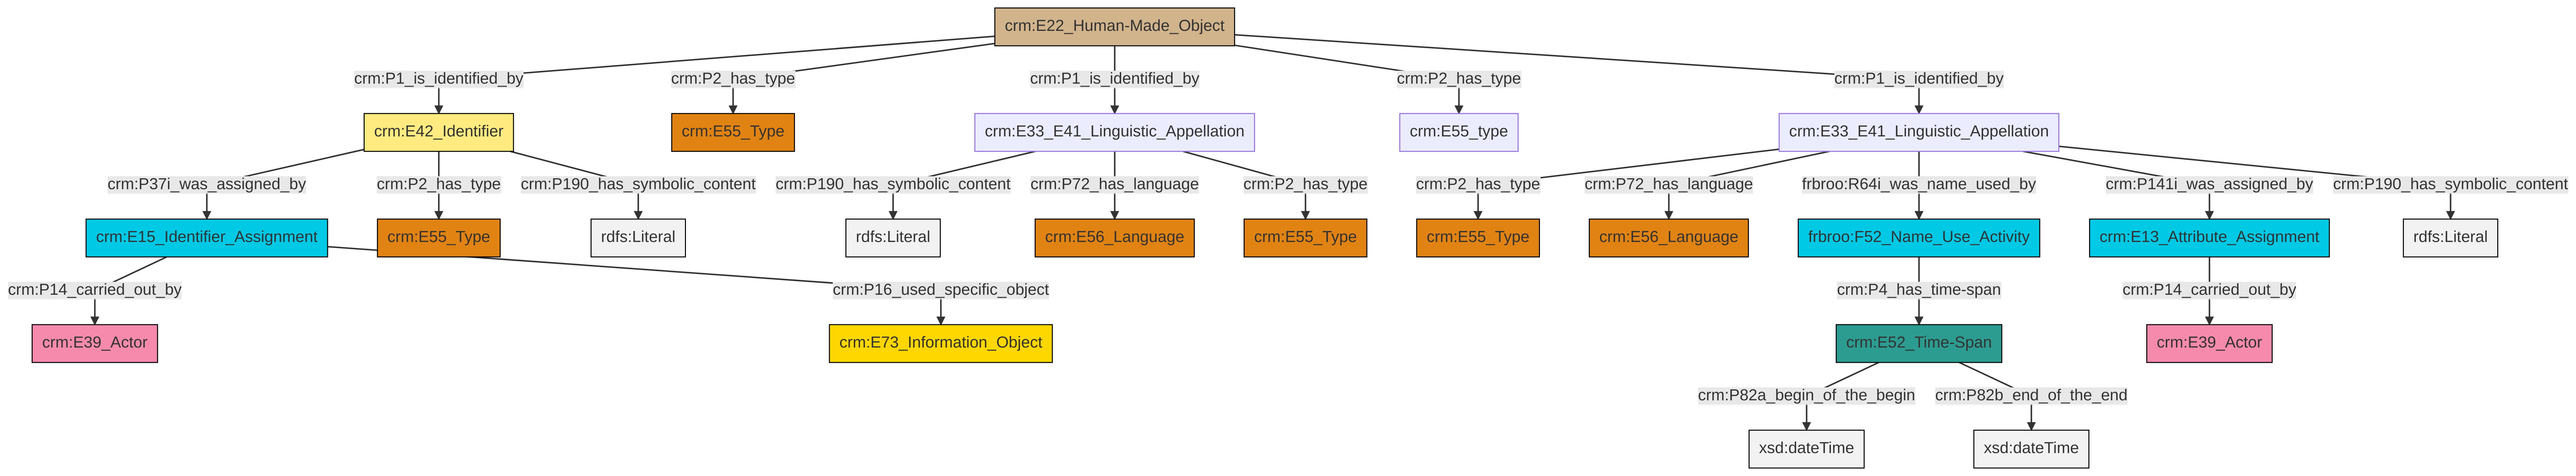 crm:E22_Human-Made_Object
crm:P1_is_identified_by
crm:P2_has_type
crm:P1_is_identified_by
crm:P2_has_type
crm:P1_is_identified_by
crm:E42_Identifier
crm:E55_Type
crm:E33_E41_Linguistic_Appellation
crm:E55_type
crm:E33_E41_Linguistic_Appellation
crm:P37i_was_assigned_by
crm:P2_has_type
crm:P190_has_symbolic_content
crm:P190_has_symbolic_content
crm:P72_has_language
crm:P2_has_type
crm:P2_has_type
crm:P72_has_language
frbroo:R64i_was_name_used_by
crm:P141i_was_assigned_by
crm:P190_has_symbolic_content
crm:E15_Identifier_Assignment
crm:E55_Type
rdfs:Literal
rdfs:Literal
crm:E56_Language
crm:E55_Type
crm:E55_Type
crm:E56_Language
frbroo:F52_Name_Use_Activity
crm:E13_Attribute_Assignment
rdfs:Literal
crm:P14_carried_out_by
crm:P16_used_specific_object
crm:P4_has_time-span
crm:P14_carried_out_by
crm:E39_Actor
crm:E73_Information_Object
crm:E52_Time-Span
crm:E39_Actor
crm:P82a_begin_of_the_begin
crm:P82b_end_of_the_end
xsd:dateTime
xsd:dateTime